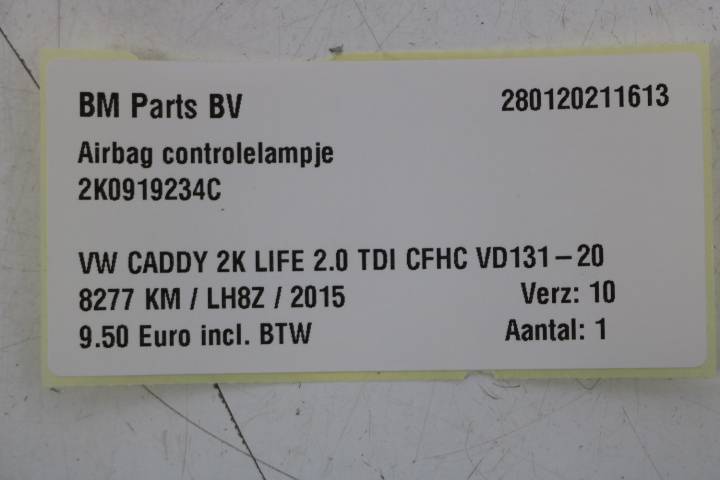 BM Parts BV 280120211613
Airbag controlelampje
2K0919234C
VW CADDY 2K LIFE 2.0 TDI CFHC VD131-20
8277 KM / LH8Z / 2015 Verz: 10
9.50 Euro incl. BTW Aantal: 1